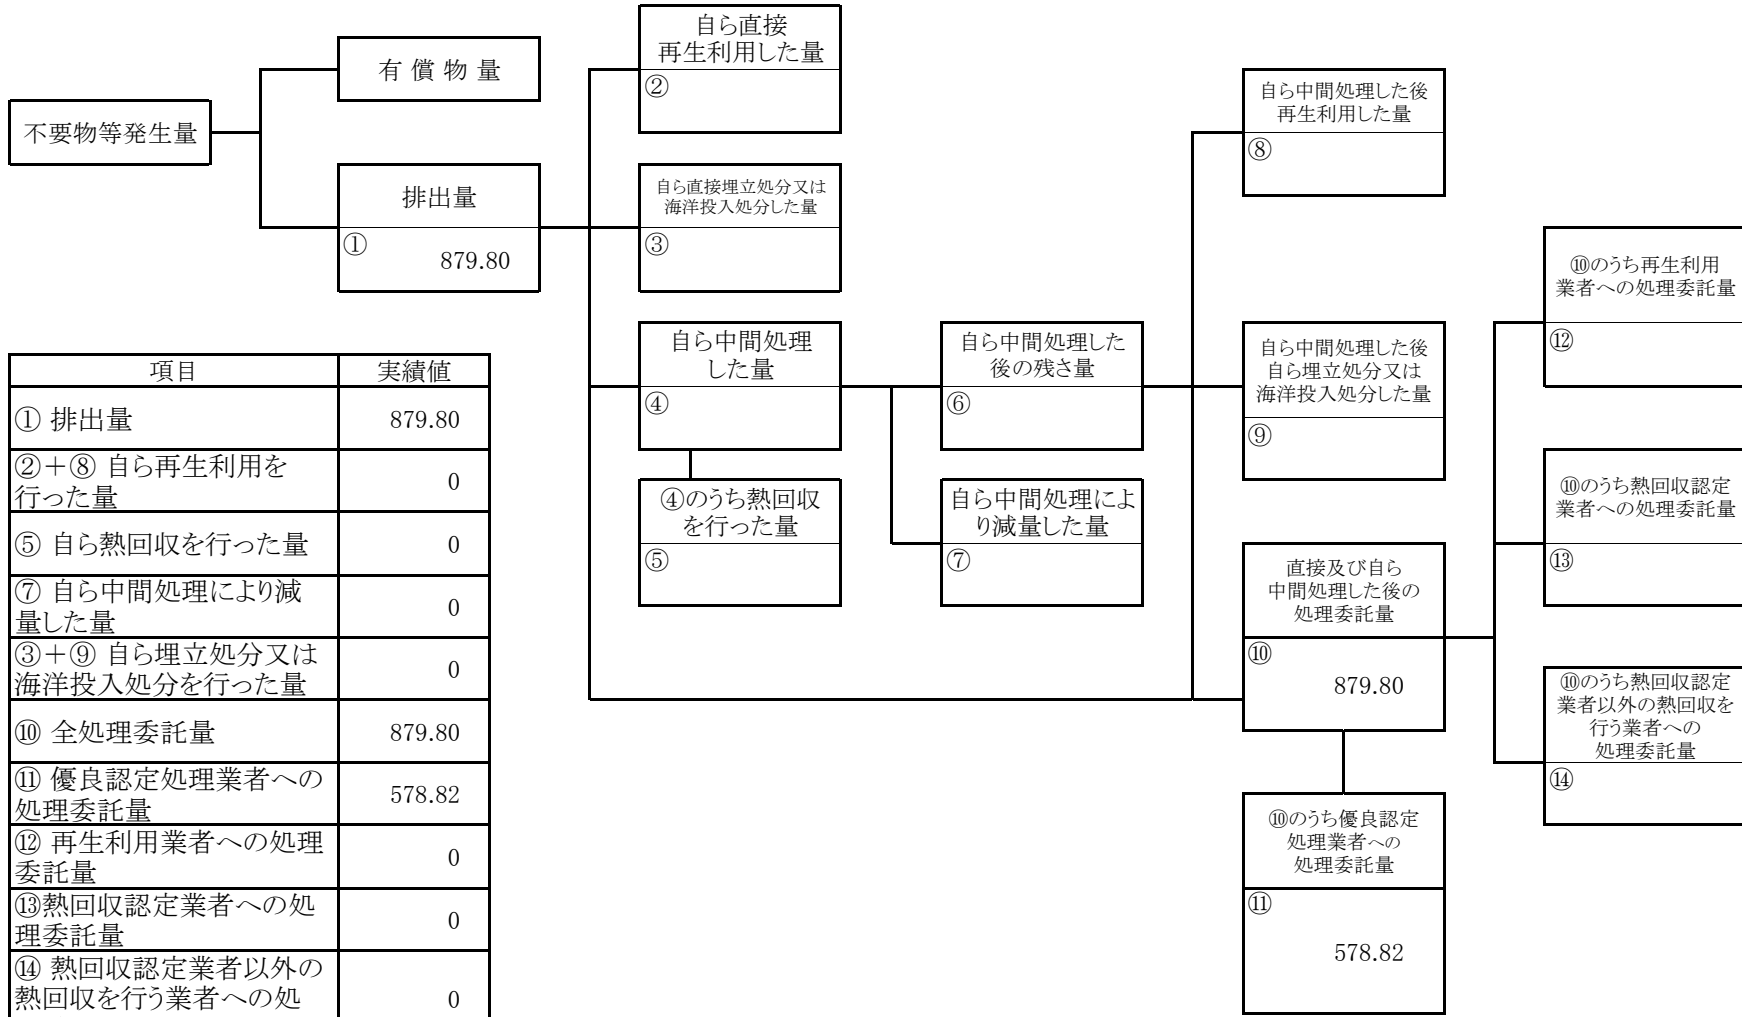 自ら直接
再生利用した量
②
有 償 物 量
不要物等発生量
排出量
①
879.80
自ら直接埋立処分又は
海洋投入処分した量
③
自ら中間処理した後
再生利用した量
⑧
自ら中間処理
した量
④
自ら中間処理した
後の残さ量
⑥
自ら中間処理した後
自ら埋立処分又は
海洋投入処分した量
⑨
⑩のうち再生利用
業者への処理委託量
⑫
④のうち熱回収
を行った量
⑤
自ら中間処理によ
り減量した量
⑦
⑩のうち熱回収認定
業者への処理委託量
⑬
直接及び自ら
中間処理した後の
処理委託量
⑩
879.80
⑩のうち熱回収認定
業者以外の熱回収を
行う業者への
処理委託量
⑭
⑩のうち優良認定
処理業者への
処理委託量
⑪
578.82
項目 実績値
① 排出量 879.80
②＋⑧ 自ら再生利用を
行った量 0
⑤ 自ら熱回収を行った量 0
⑦ 自ら中間処理により減
量した量 0
③＋⑨ 自ら埋立処分又は
海洋投入処分を行った量 0
⑩ 全処理委託量 879.80
⑪ 優良認定処理業者への
処理委託量 578.82
⑫ 再生利用業者への処理
委託量 0
⑬熱回収認定業者への処
理委託量 0
⑭ 熱回収認定業者以外の
熱回収を行う業者への処 0